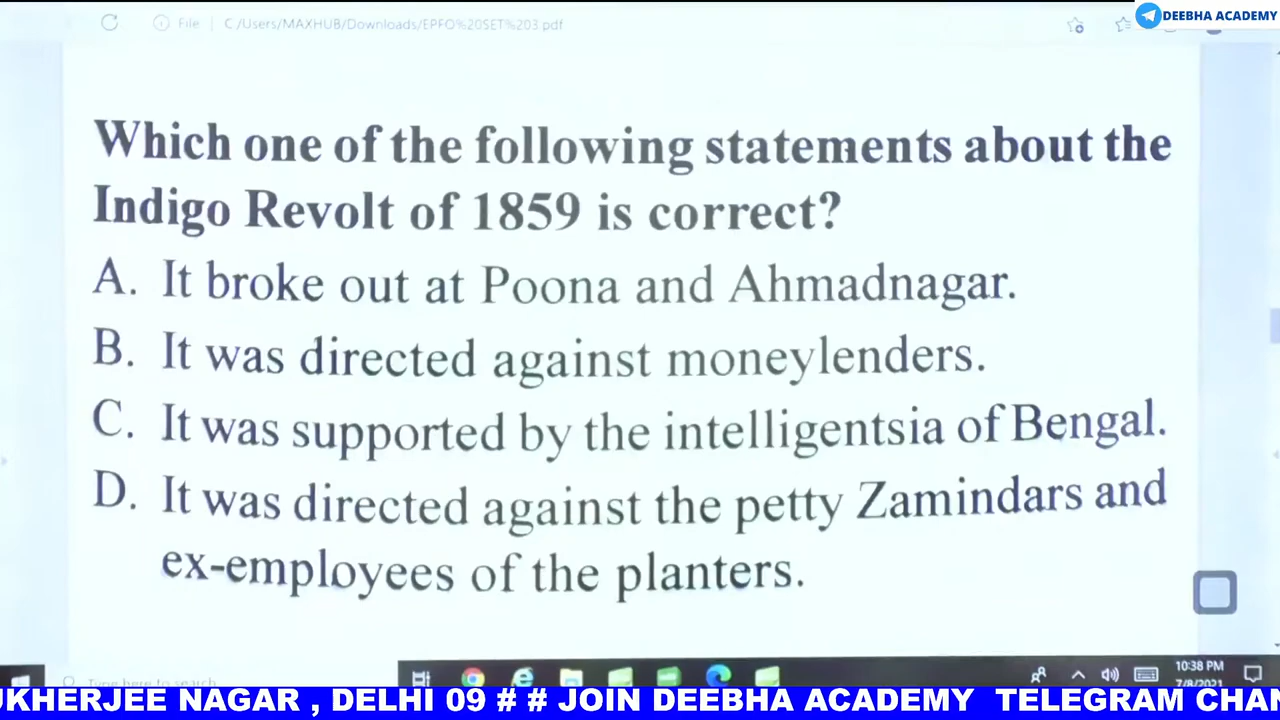 File C:/Users/MAXHUB/Downloads/EPFO%20SET%203.pdf
DEEBHA ACADEMY
Which one of the following statements about the
Indigo Revolt of 1859 is correct?
A. It broke out at Poona and Ahmadnagar.
B. It was directed against moneylenders.
C. It was supported by the intelligentsia of Bengal.
D. It was directed against the petty Zamindars and
ex-employees of the planters.
Type here to search
10:38 PM
7/8/2021
UKHERJEE NAGAR , DELHI 09 # # JOIN DEEBHA ACADEMY TELEGRAM CHAN